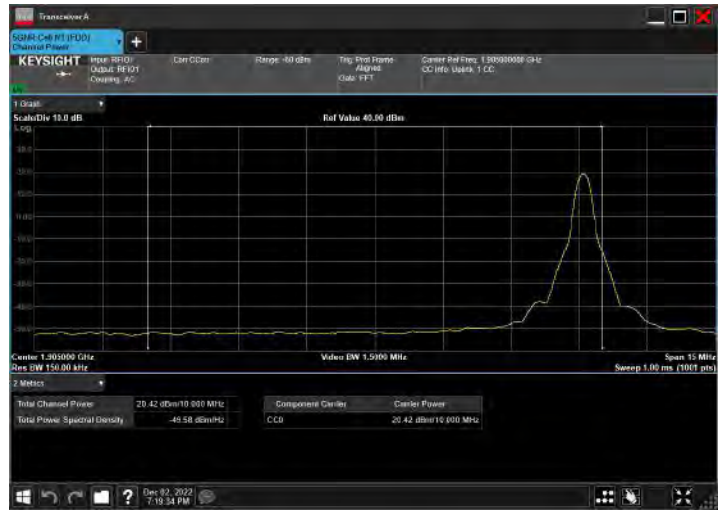 Transceiver A
5GNR Cell N1 (FDD)
Channel Power
KEYSIGHT
Input: RFIO1
Output: RFIO1
Coupling: AC
Corr CCorr
Range: -60 dBm
Trig: Prot Frame
Aligned
Gate: FFT
Carrier Ref Freq: 1.905000000 GHz
CC Info: Uplink, 1 CC
1 Graph
Scale/Div 10.0 dB
Ref Value 40.00 dBm
Log
Center 1.905000 GHz
Video BW 1.5000 MHz
Span 15 MHz
Res BW 150.00 kHz
Sweep 1.00 ms (1001 pts)
2 Metrics
Total Channel Power
20.42 dBm/10.000 MHz
Total Power Spectral Density
-49.58 dBm/Hz
Component Carrier
Carrier Power
CC0
20.42 dBm/10.000 MHz
?
Dec 02, 2022
7:19:34 PM